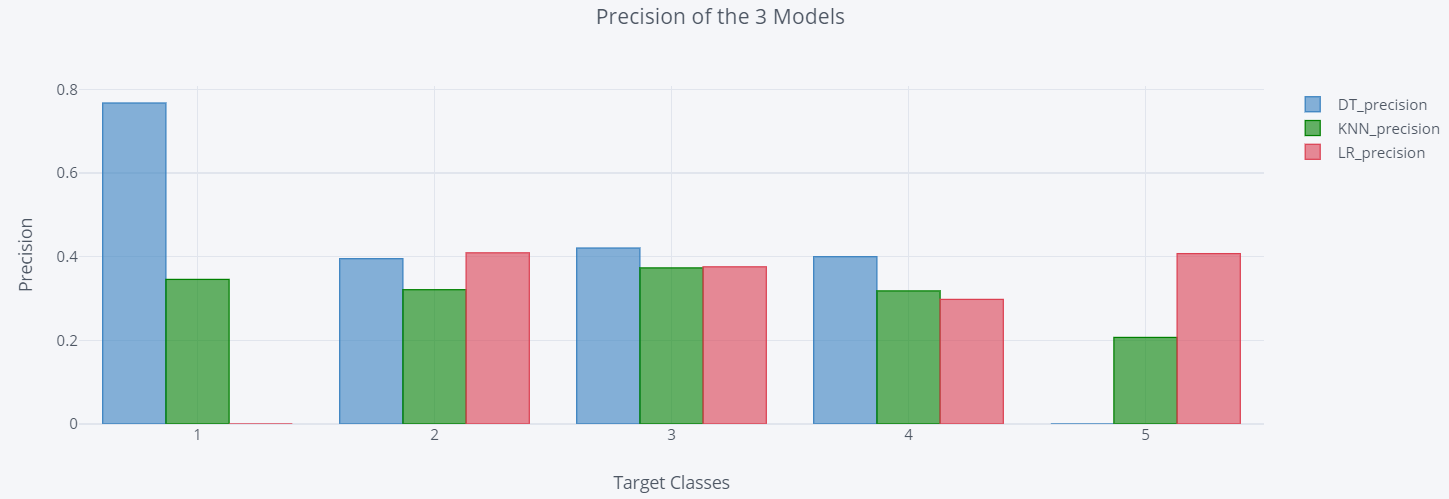 Precision of the 3 Models
0.8
0.6
0.4
0.2
0
Precision
1 2 3 4 5
Target Classes
DT_precision
KNN_precision
LR_precision